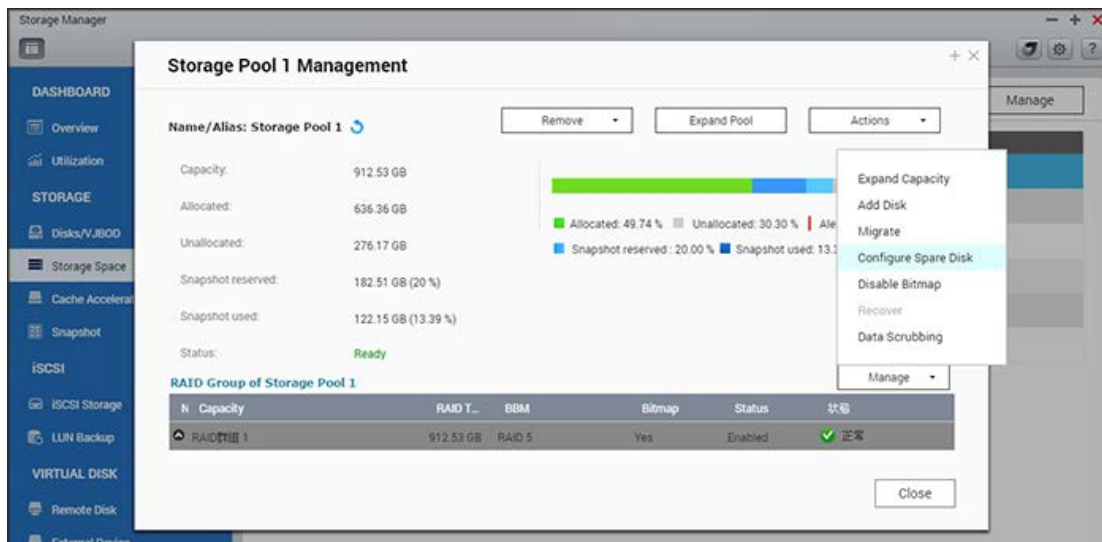 Storage Manager
Storage Pool 1 Management
DASHBOARD
Manage
Overview
Name/Alias: Storage Pool 1
Remove
Expand Pool
Actions
Utilization
Capacity:
912.53 GB
Expand Capacity
STORAGE
Allocated:
636.36 GB
Add Disk
Allocated: 49.74 %
Unallocated: 30.30 %
Migrate
Disks/VJBOD
Unallocated:
276.17 GB
Snapshot reserved : 20.00 %
Snapshot used:
Configure Spare Disk
Storage Space
Snapshot reserved:
182.51 GB (20 %)
Disable Bitmap
Cache
Recover
Snapshot used:
122.15 GB (13.39 %)
Snapshot
Data Scrubbing
Status:
Ready
iSCSI
RAID Group of Storage Pool 1
Manage
iSCSI Storage
N Capacity RAID T... BBM Bitmap Status 狀態
LUN Backup
RAID群組 1 912.53 GB RAID 5 Yes Enabled 正常
VIRTUAL DISK
Close
Remote Disk
External Device